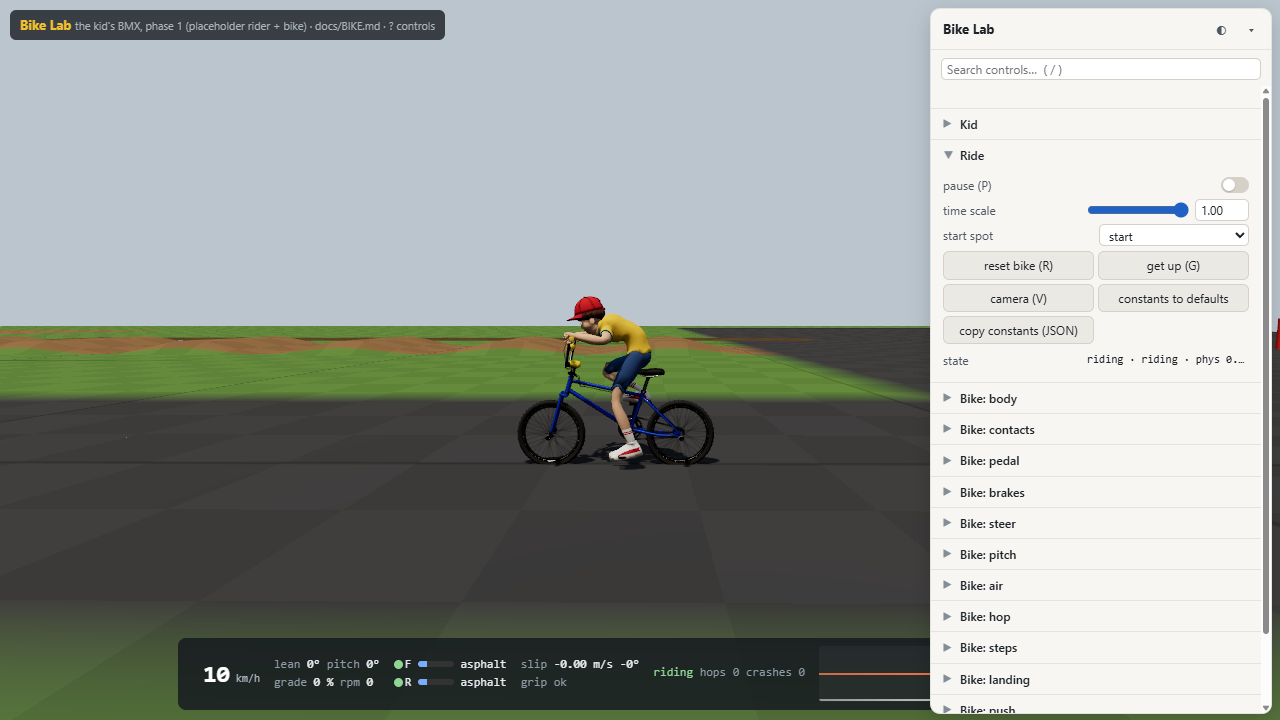 Bike Lab the kid's BMX, phase 1 (placeholder rider + bike) · docs/BIKE.md · ? controls
Bike Lab
Search controls... ( / )
Kid
Ride
pause (P)
time scale 1.00
start spot start
reset bike (R) get up (G)
camera (V) constants to defaults
copy constants (JSON)
state riding · riding · phys 0.…
Bike: body
Bike: contacts
Bike: pedal
Bike: brakes
Bike: steer
Bike: pitch
Bike: air
Bike: hop
Bike: steps
Bike: landing
Bike: push
10 km/h
lean 0° pitch 0° F asphalt slip -0.00 m/s -0°
grade 0 % rpm 0 R asphalt grip ok
riding hops 0 crashes 0